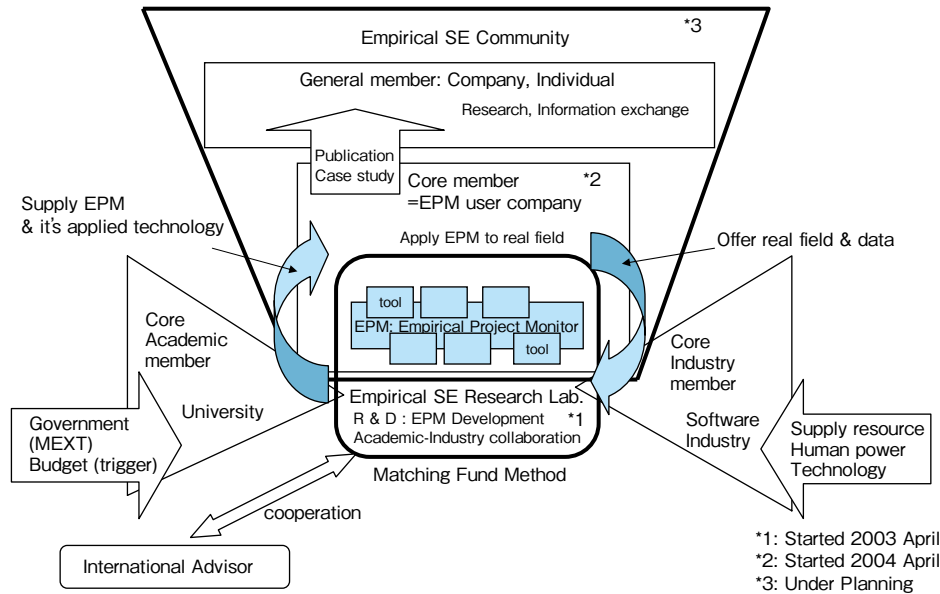 *3
Empirical SE Community
General member: Company, Individual
Research, Information exchange
Publication
Case study
Core member
*2
=EPM user company
Supply EPM
& it's applied technology
Apply EPM to real field
Offer real field & data
tool
EPM: Empirical Project Monitor
tool
Core
Academic
member
University
Core
Industry
member
Software
Industry
Empirical SE Research Lab.
R & D : EPM Development
*1
Academic-Industry collaboration
Matching Fund Method
Government
(MEXT)
Budget (trigger)
Supply resource
Human power
Technology
cooperation
International Advisor
*1: Started 2003 April
*2: Started 2004 April
*3: Under Planning